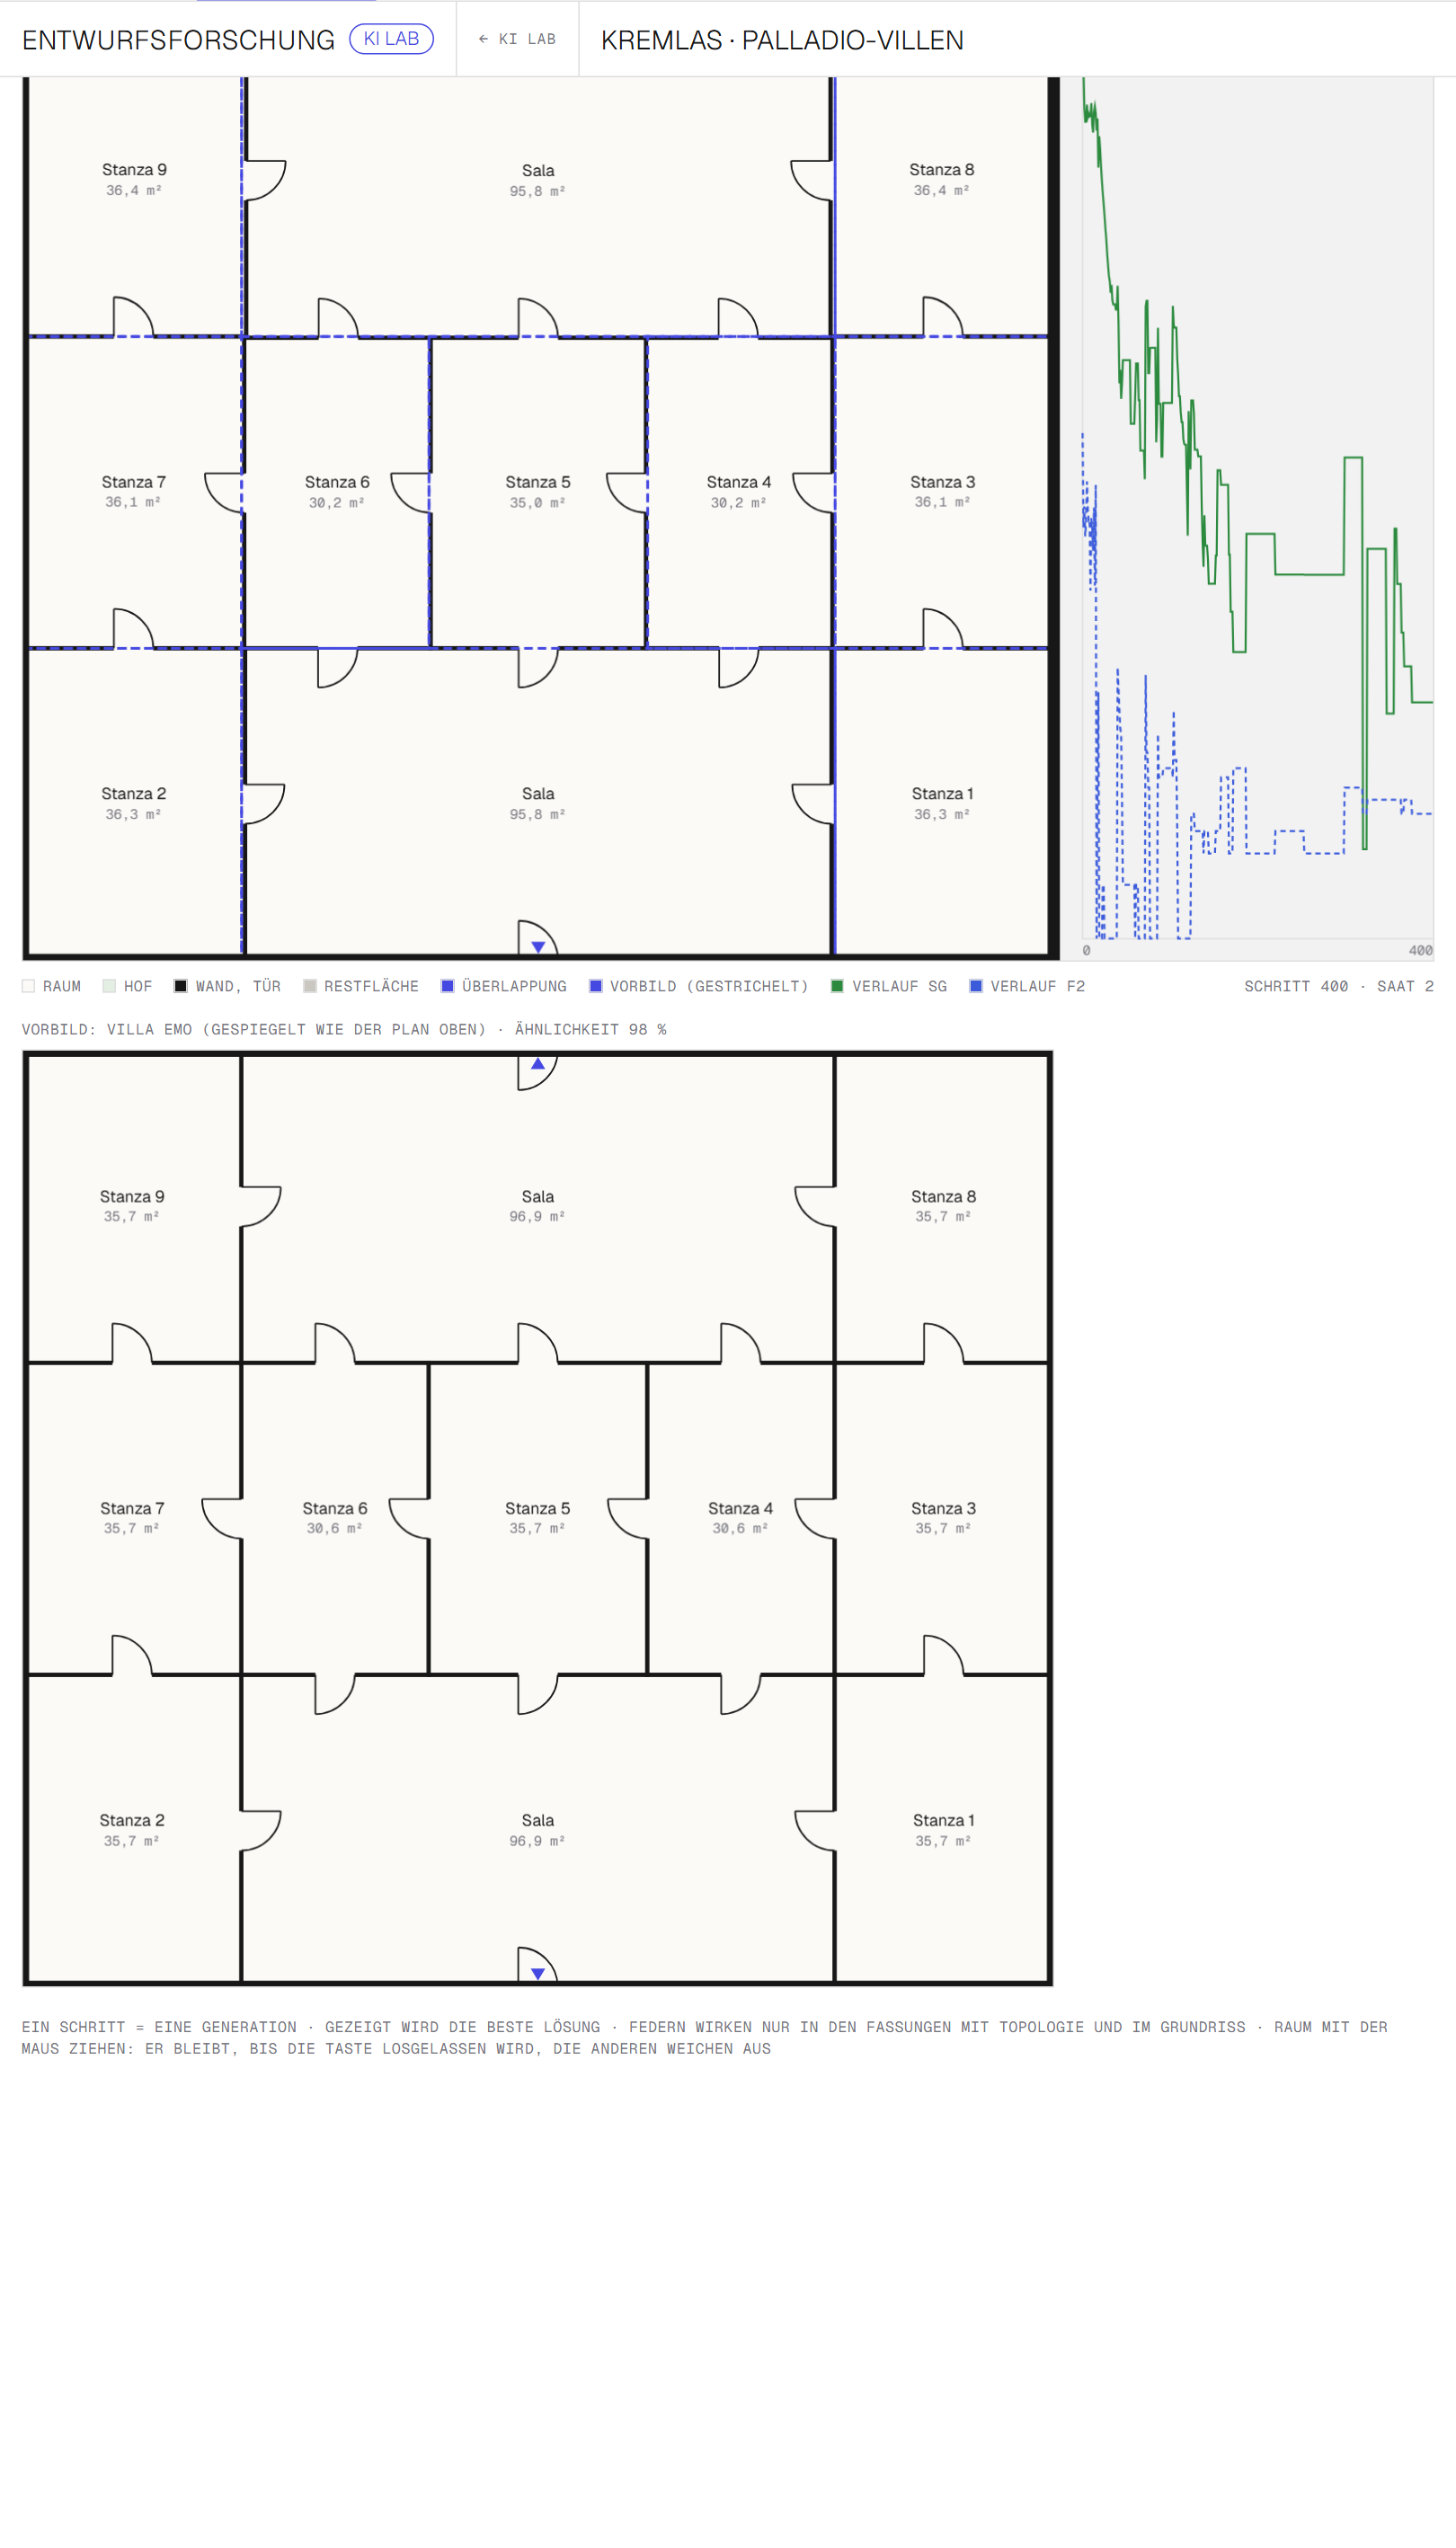 ENTWURFSFORSCHUNG KI LAB ← KI LAB KREMLAS · PALLADIO-VILLEN
Stanza 9 Sala Stanza 8
36,4 m² 95,8 m² 36,4 m²
Stanza 7 Stanza 6 Stanza 5 Stanza 4 Stanza 3
36,1 m² 30,2 m² 35,0 m² 30,2 m² 36,1 m²
Stanza 2 Sala Stanza 1
36,3 m² 95,8 m² 36,3 m²
0 400
RAUM HOF WAND, TÜR RESTFLÄCHE ÜBERLAPPUNG VORBILD (GESTRICHELT) VERLAUF SG VERLAUF F2 SCHRITT 400 · SAAT 2
VORBILD: VILLA EMO (GESPIEGELT WIE DER PLAN OBEN) · ÄHNLICHKEIT 98 %
Stanza 9 Sala Stanza 8
35,7 m² 96,9 m² 35,7 m²
Stanza 7 Stanza 6 Stanza 5 Stanza 4 Stanza 3
35,7 m² 30,6 m² 35,7 m² 30,6 m² 35,7 m²
Stanza 2 Sala Stanza 1
35,7 m² 96,9 m² 35,7 m²
EIN SCHRITT = EINE GENERATION · GEZEIGT WIRD DIE BESTE LÖSUNG · FEDERN WIRKEN NUR IN DEN FASSUNGEN MIT TOPOLOGIE UND IM GRUNDRISS · RAUM MIT DER
MAUS ZIEHEN: ER BLEIBT, BIS DIE TASTE LOSGELASSEN WIRD, DIE ANDEREN WEICHEN AUS